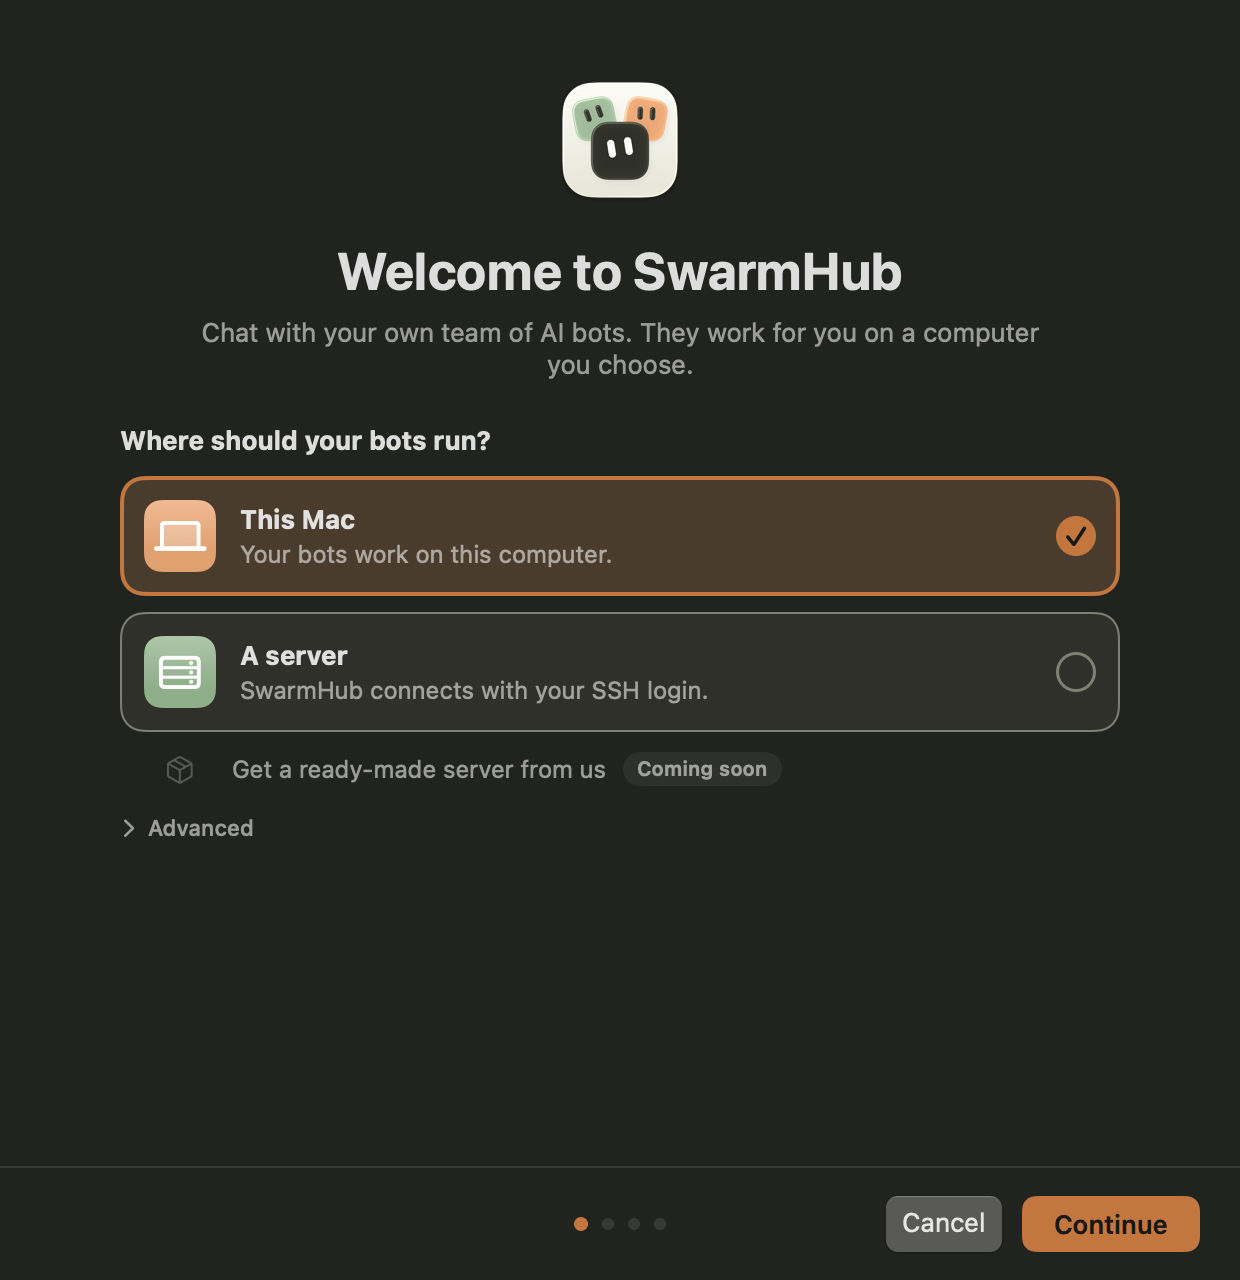 Welcome to SwarmHub
Chat with your own team of AI bots. They work for you on a computer
you choose.
Where should your bots run?
This Mac
Your bots work on this computer.
A server
SwarmHub connects with your SSH login.
Get a ready-made server from us
Coming soon
Advanced
Cancel
Continue